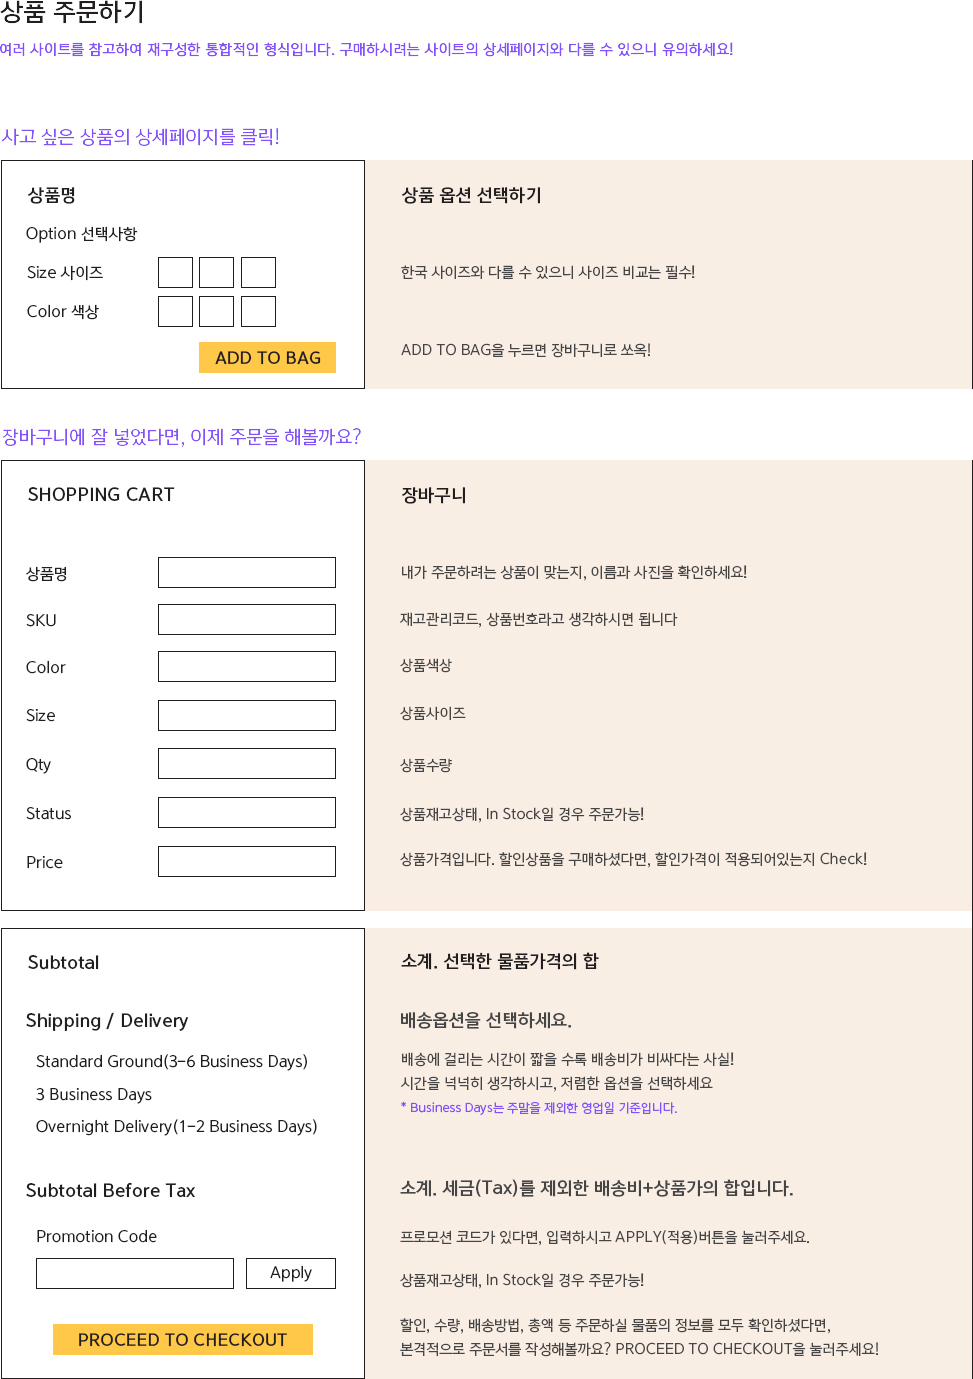 상품 주문하기
여러 사이트를 참고하여 재구성한 통합적인 형식입니다. 구매하시려는 사이트의 상세페이지와 다를 수 있으니 유의하세요!
사고 싶은 상품의 상세페이지를 클릭!
상품명
상품 옵션 선택하기
Option 선택사항
Size 사이즈
한국 사이즈와 다를 수 있으니 사이즈 비교는 필수!
Color 색상
ADD TO BAG
ADD TO BAG을 누르면 장바구니로 쏘옥!
장바구니에 잘 넣었다면, 이제 주문을 해볼까요?
SHOPPING CART
장바구니
상품명
내가 주문하려는 상품이 맞는지, 이름과 사진을 확인하세요!
SKU
재고관리코드, 상품번호라고 생각하시면 됩니다
Color
상품색상
Size
상품사이즈
Qty
상품수량
Status
상품재고상태, In Stock일 경우 주문가능!
Price
상품가격입니다. 할인상품을 구매하셨다면, 할인가격이 적용되어있는지 Check!
Subtotal
소계. 선택한 물품가격의 합
Shipping / Delivery
배송옵션을 선택하세요.
Standard Ground(3-6 Business Days)
배송에 걸리는 시간이 짧을 수록 배송비가 비싸다는 사실!
시간을 넉넉히 생각하시고, 저렴한 옵션을 선택하세요
3 Business Days
* Business Days는 주말을 제외한 영업일 기준입니다.
Overnight Delivery(1-2 Business Days)
Subtotal Before Tax
소계. 세금(Tax)를 제외한 배송비+상품가의 합입니다.
Promotion Code
프로모션 코드가 있다면, 입력하시고 APPLY(적용)버튼을 눌러주세요.
Apply
상품재고상태, In Stock일 경우 주문가능!
PROCEED TO CHECKOUT
할인, 수량, 배송방법, 총액 등 주문하실 물품의 정보를 모두 확인하셨다면,
본격적으로 주문서를 작성해볼까요? PROCEED TO CHECKOUT을 눌러주세요!